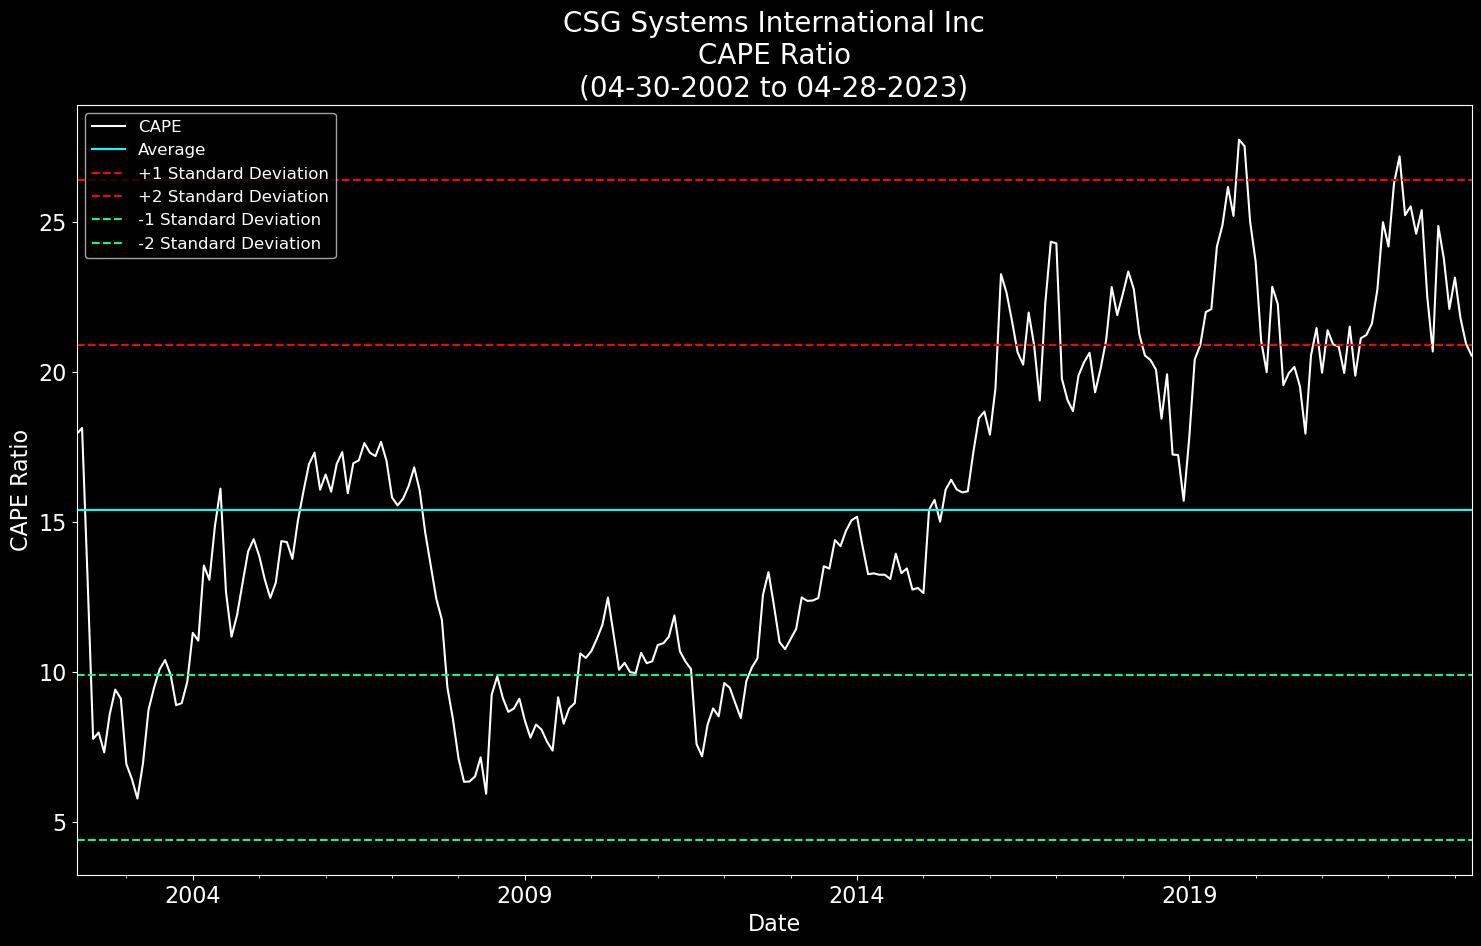 CSG Systems International Inc
CAPE Ratio
(04-30-2002 to 04-28-2023)
CAPE
Average
+1 Standard Deviation
+2 Standard Deviation
-1 Standard Deviation
-2 Standard Deviation
25
20
15
10
5
CAPE Ratio
2004
2009
2014
2019
Date